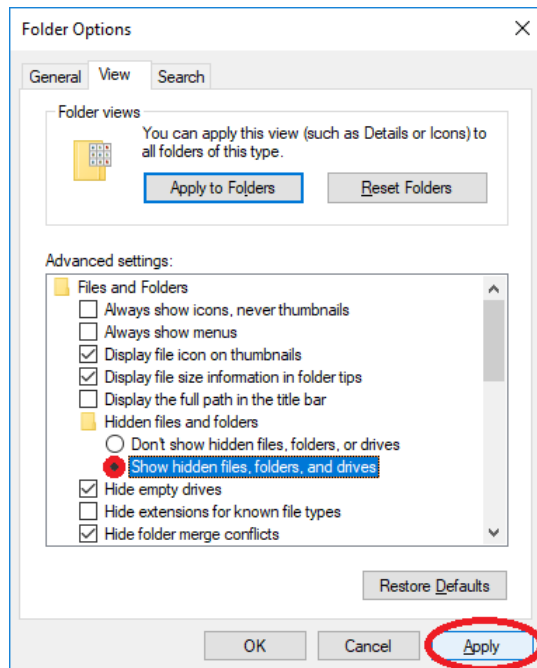 Folder Options
General
View
Search
Folder views
You can apply this view (such as Details or Icons) to
all folders of this type.
Apply to Folders
Reset Folders
Advanced settings:
Files and Folders
Always show icons, never thumbnails
Always show menus
Display file icon on thumbnails
Display file size information in folder tips
Display the full path in the title bar
Hidden files and folders
Don't show hidden files, folders, or drives
Show hidden files, folders, and drives
Hide empty drives
Hide extensions for known file types
Hide folder merge conflicts
Restore Defaults
OK
Cancel
Apply